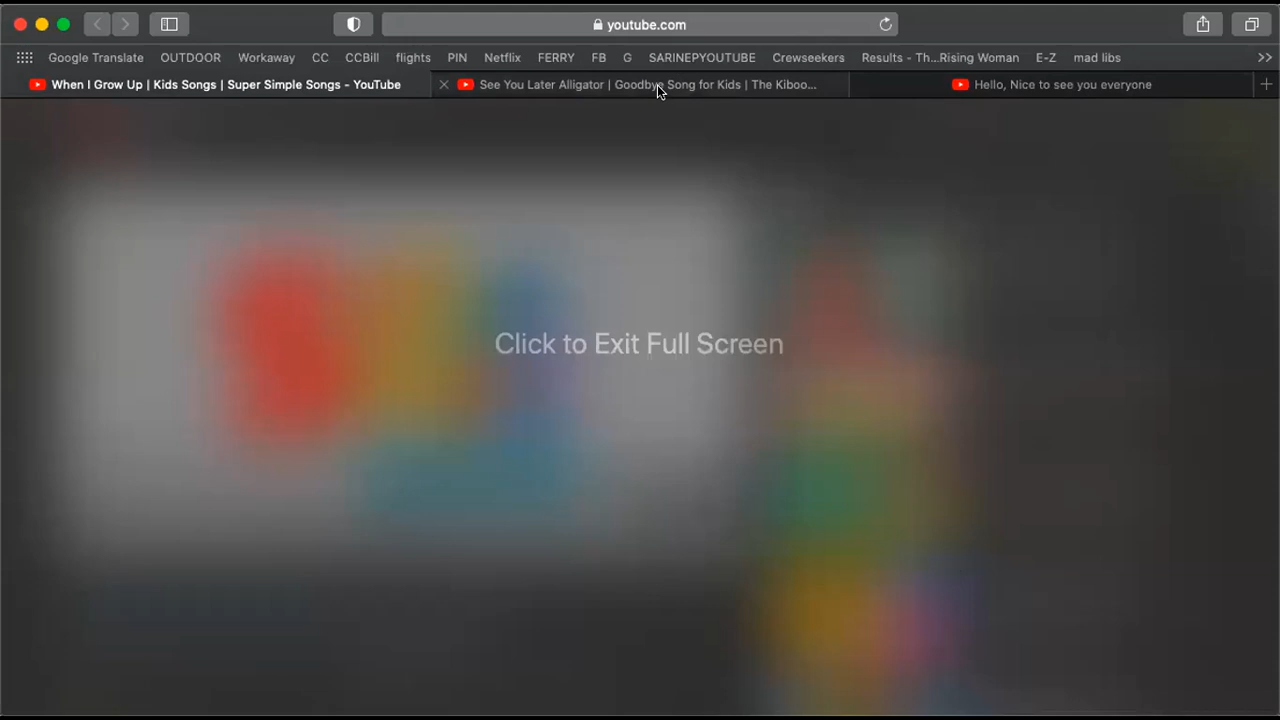 youtube.com
Google Translate OUTDOOR Workaway CC CCBill flights PIN Netflix FERRY FB G SARINEPYOUTUBE Crewseekers Results - Th...Rising Woman E-Z mad libs
When I Grow Up | Kids Songs | Super Simple Songs - YouTube See You Later Alligator | Goodbye Song for Kids | The Kiboo... Hello, Nice to see you everyone
Click to Exit Full Screen